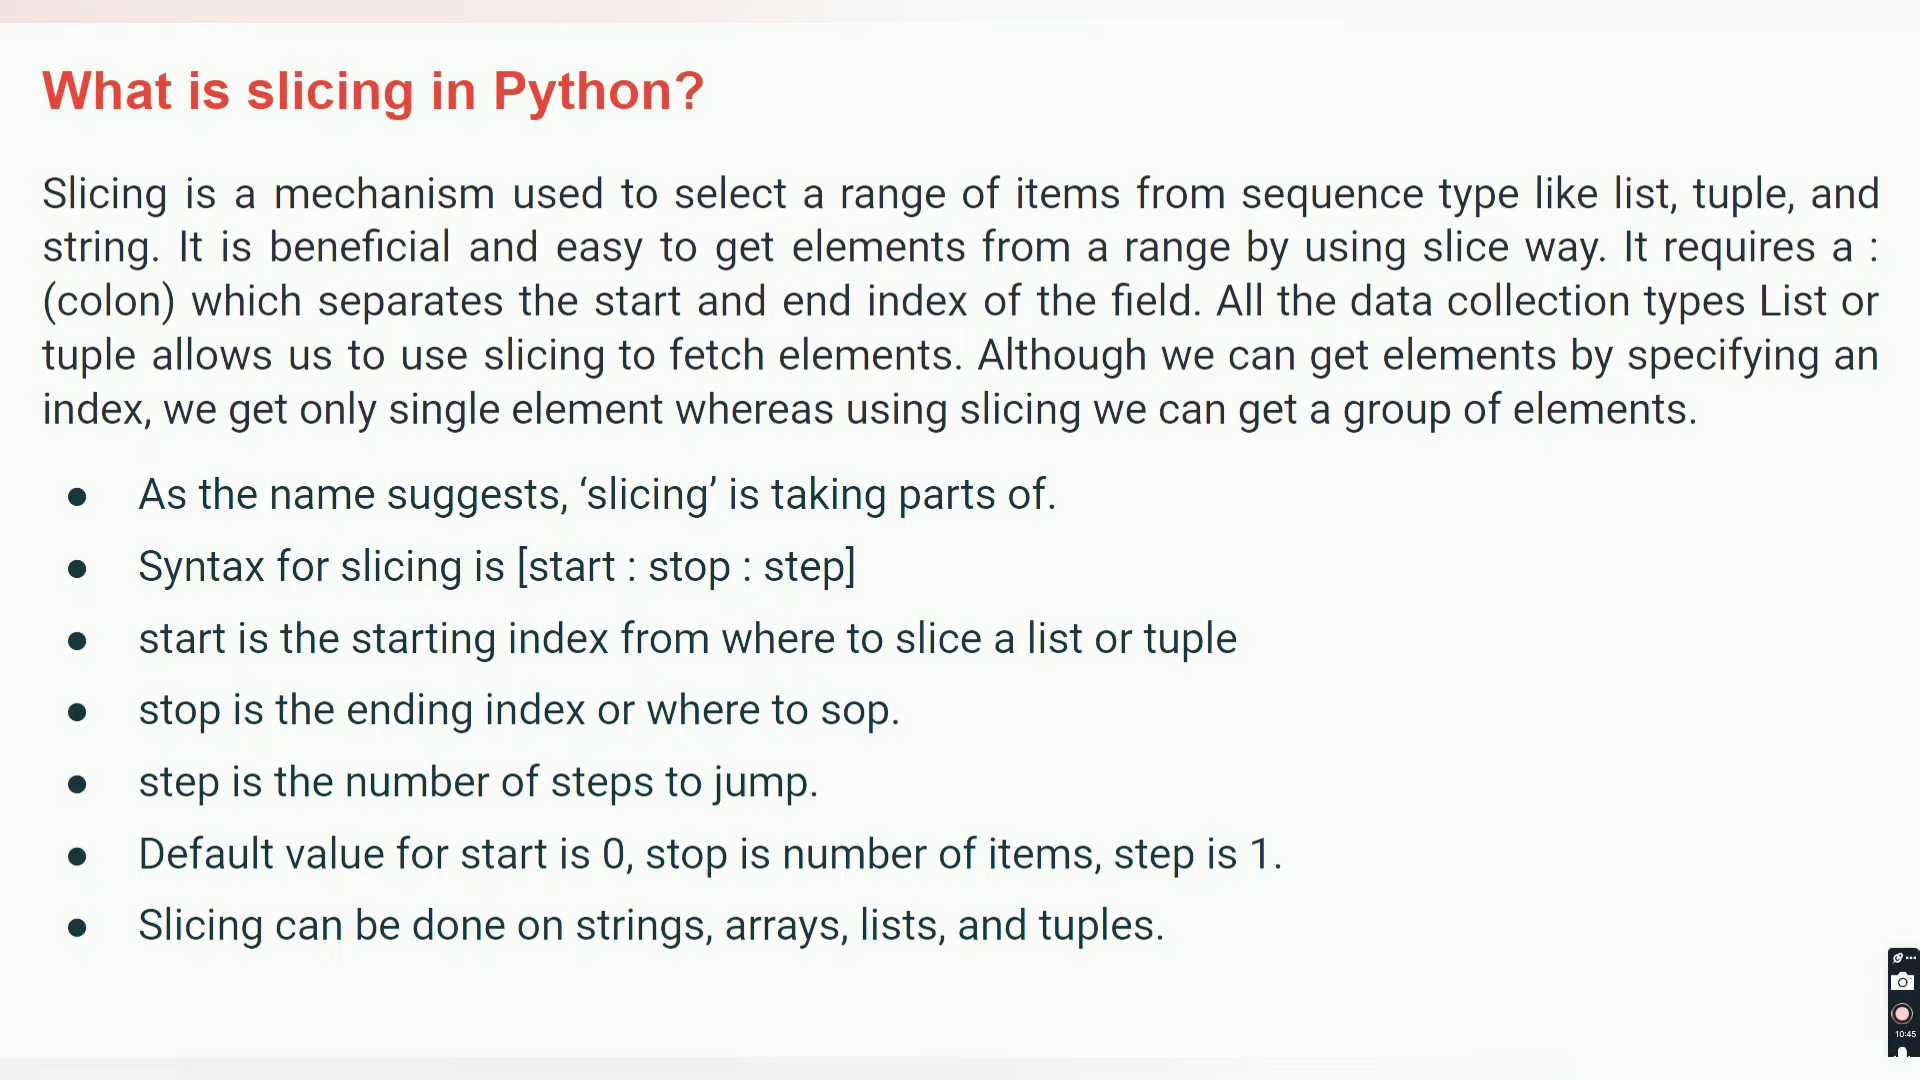 What is slicing in Python?
Slicing is a mechanism used to select a range of items from sequence type like list, tuple, and
string. It is beneficial and easy to get elements from a range by using slice way. It requires a :
(colon) which separates the start and end index of the field. All the data collection types List or
tuple allows us to use slicing to fetch elements. Although we can get elements by specifying an
index, we get only single element whereas using slicing we can get a group of elements.
● As the name suggests, ‘slicing’ is taking parts of.
● Syntax for slicing is [start : stop : step]
● start is the starting index from where to slice a list or tuple
● stop is the ending index or where to sop.
● step is the number of steps to jump.
● Default value for start is 0, stop is number of items, step is 1.
● Slicing can be done on strings, arrays, lists, and tuples.
10:45